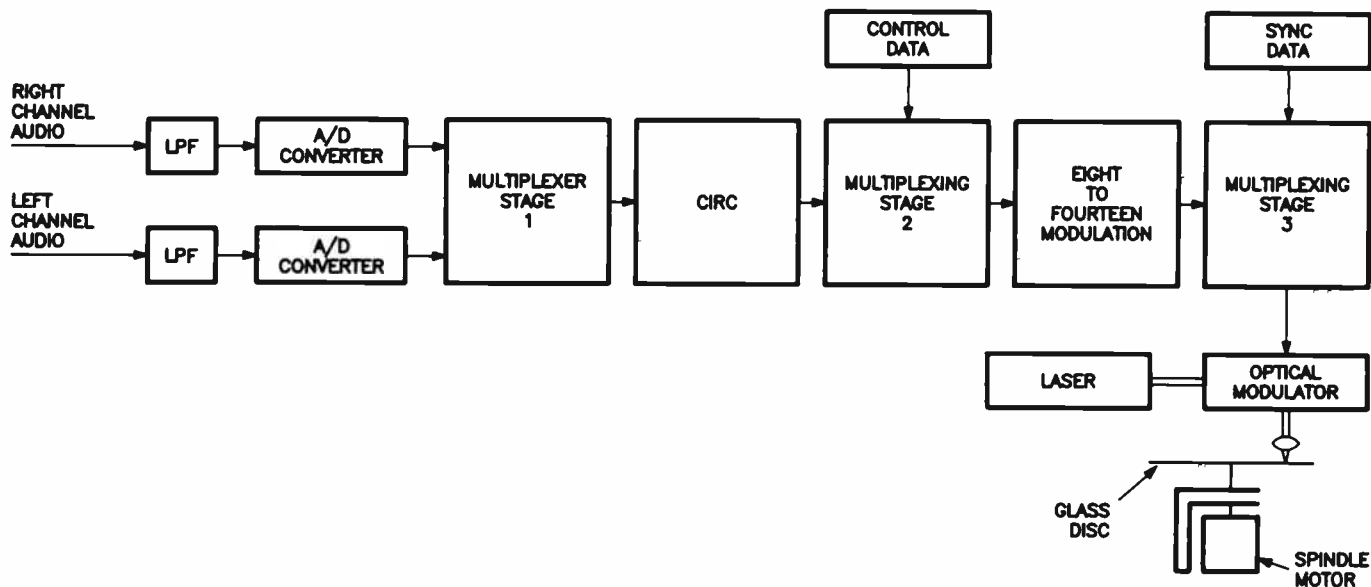 CONTROL
DATA
SYNC
DATA
RIGHT
CHANNEL
AUDIO
LPF
A/D
CONVERTER
LEFT
CHANNEL
AUDIO
LPF
A/D
CONVERTER
MULTIPLEXER
STAGE
1
CIRC
MULTIPLEXING
STAGE
2
EIGHT
TO
FOURTEEN
MODULATION
MULTIPLEXING
STAGE
3
LASER
OPTICAL
MODULATOR
GLASS
DISC
SPINDLE
MOTOR